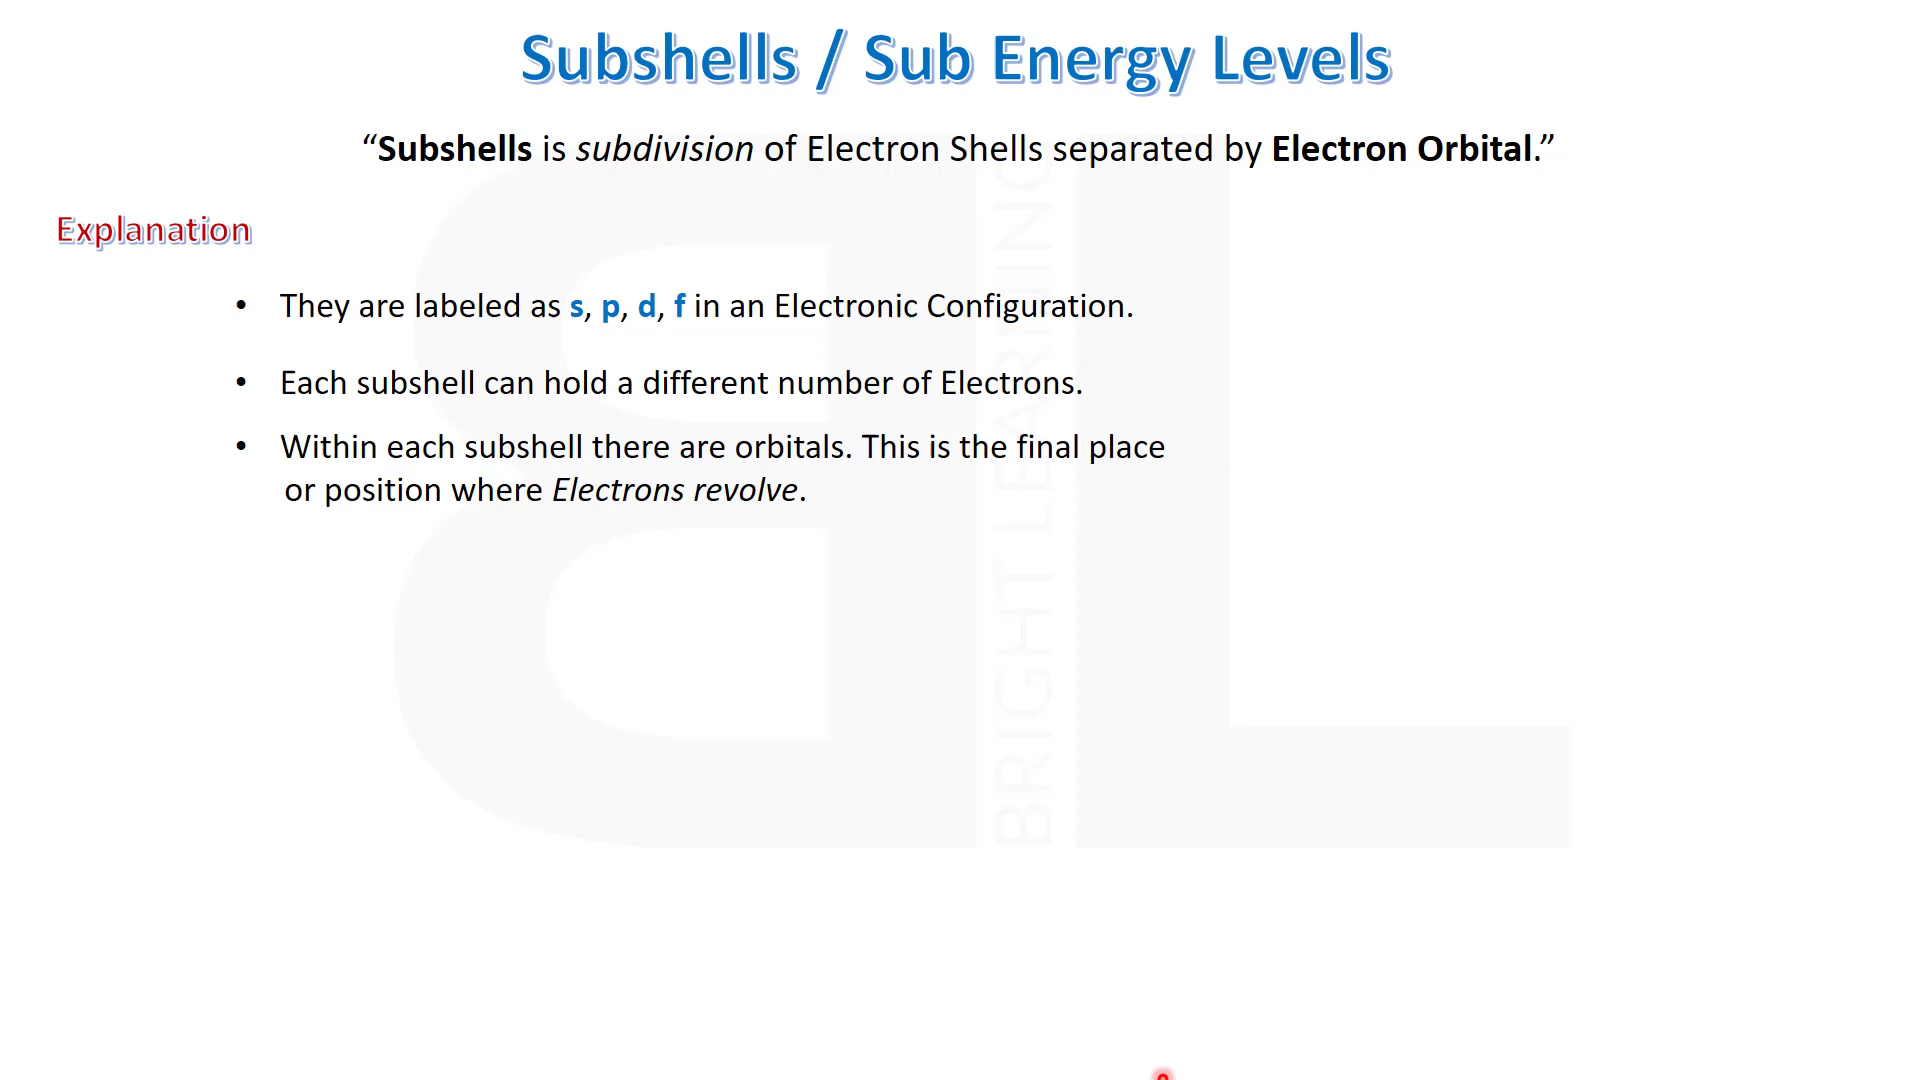 Subshells / Sub Energy Levels
“Subshells is subdivision of Electron Shells separated by Electron Orbital.”
Explanation
• They are labeled as s, p, d, f in an Electronic Configuration.
• Each subshell can hold a different number of Electrons.
• Within each subshell there are orbitals. This is the final place
or position where Electrons revolve.
BL
BRIGHT LEARNING